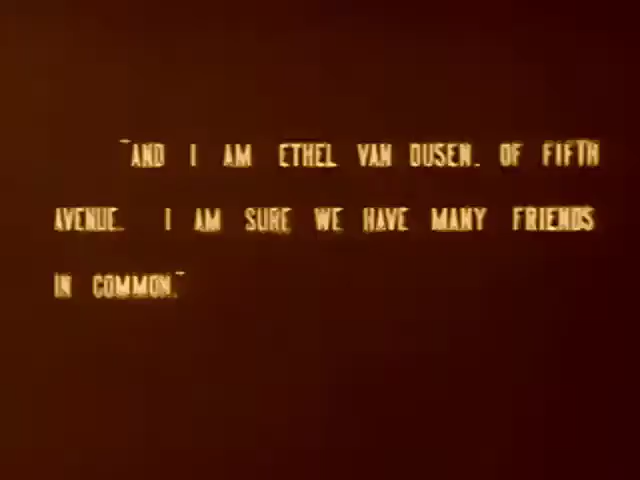 "AND I AM ETHEL VAN DUSEN. OF FIFTH
AVENUE. I AM SURE WE HAVE MANY FRIENDS
IN COMMON."